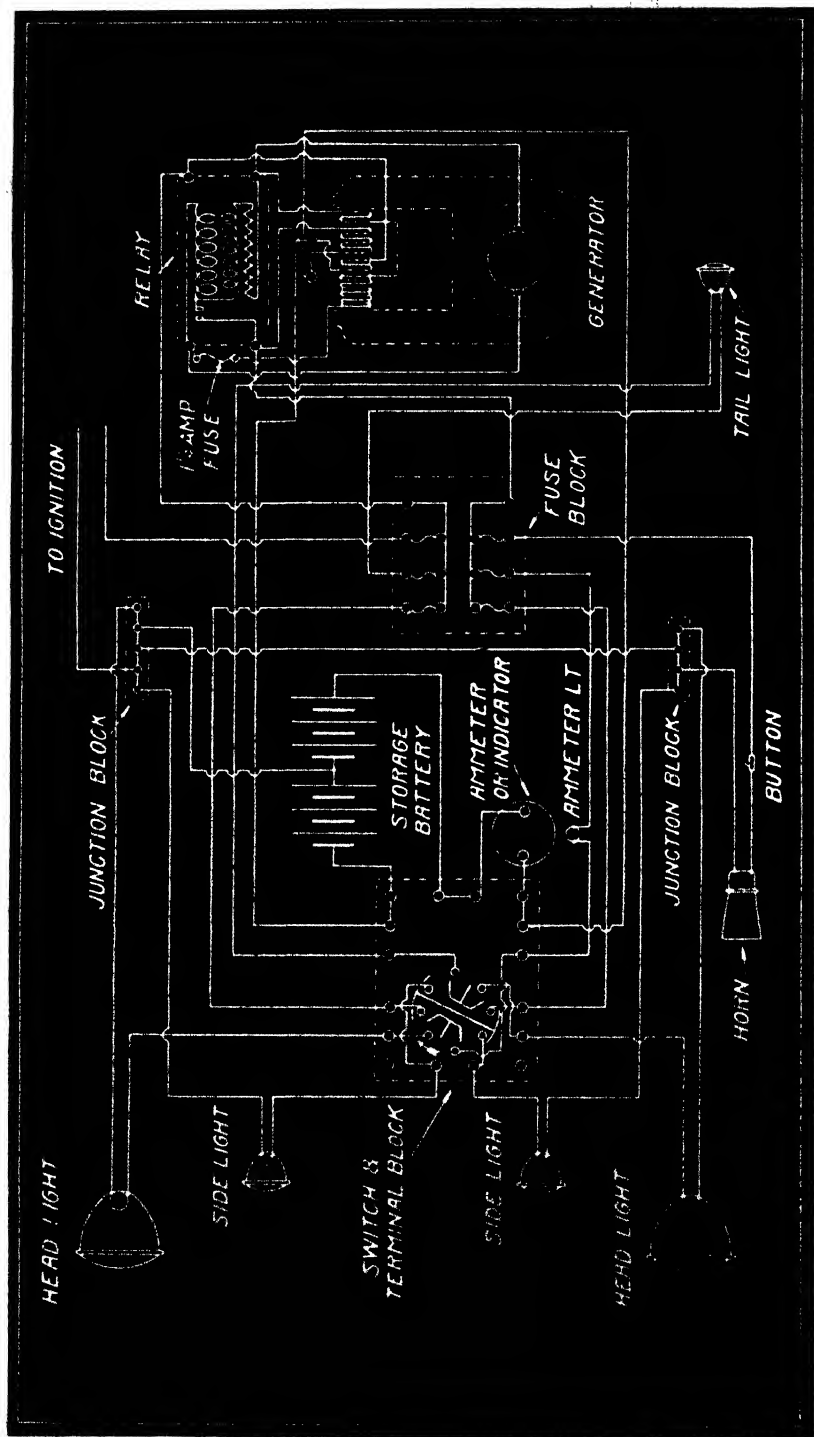 HEAD LIGHT
JUNCTION BLOCK
TO IGNITION
RELAY
AMP
FUSE
SIDE LIGHT
STORAGE
BATTERY
SWITCH &
TERMINAL BLOCK
AMMETER
OR INDICATOR
FUSE
BLOCK
GENERATOR
SIDE LIGHT
AMMETER LT
HEAD LIGHT
JUNCTION BLOCK
TAIL LIGHT
HORN
BUTTON